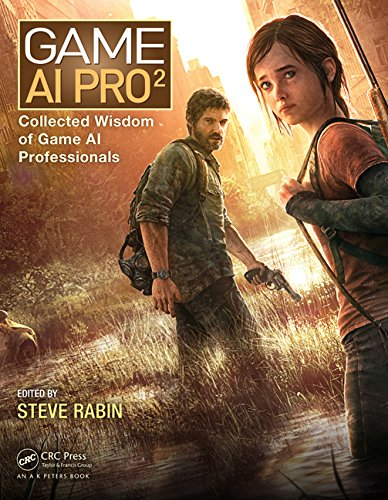 GAME
AI PRO²
Collected Wisdom
of Game AI
Professionals
EDITED BY
STEVE RABIN
CRC
CRC Press
Taylor & Francis Group
AN A K PETERS BOOK